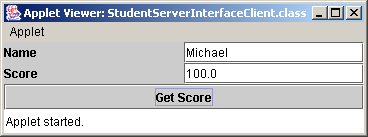 Applet Viewer: StudentServerInterfaceClient.class
Applet
Name Michael
Score 100.0
Get Score
Applet started.